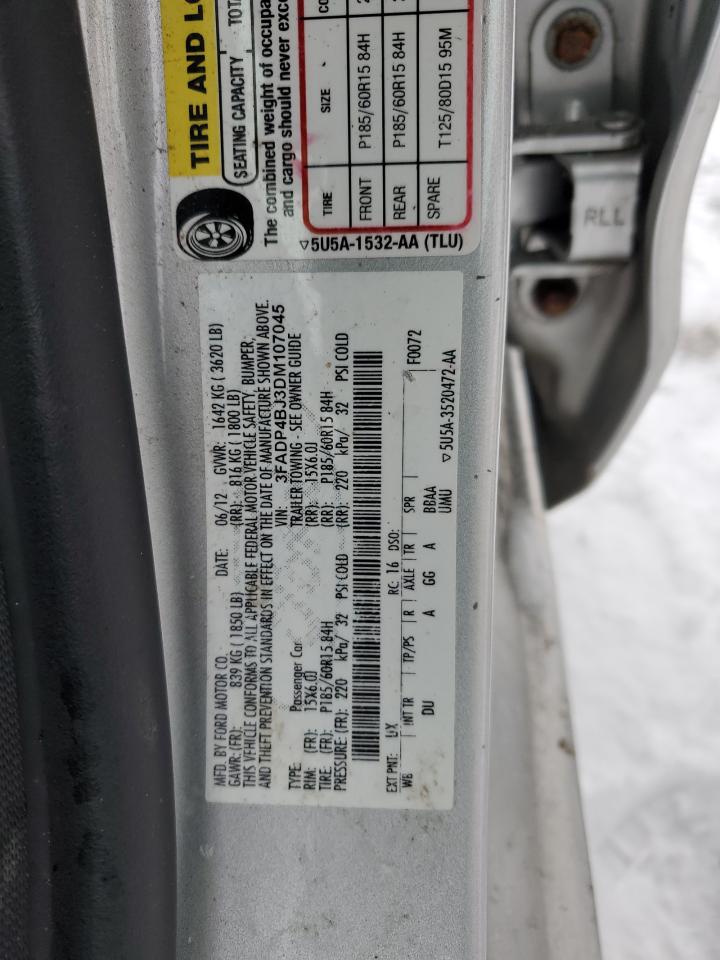 TIRE AND LO
SEATING CAPACITY TOTA
The combined weight of occupa
and cargo should never exce
TIRE SIZE CO
FRONT P185/60R15 84H 2
REAR P185/60R15 84H
SPARE T125/80D15 95M
▽5U5A-1532-AA (TLU)
RLL
MFD. BY FORD MOTOR CO.
DATE: 06/12 GVWR: 1642 KG ( 3620 LB)
GAWR:(FR): 839 KG (1850 LB) (RR): 816 KG (1800 LB)
THIS VEHICLE CONFORMS TO ALL APPLICABLE FEDERAL MOTOR VEHICLE SAFETY, BUMPER,
AND THEFT PREVENTION STANDARDS IN EFFECT ON THE DATE OF MANUFACTURE SHOWN ABOVE.
VIN: 3FADP4BJ3DM107045
TYPE: Passenger Car TRAILER TOWING - SEE OWNER GUIDE
RIM: (FR): 15X6.0J (RR): 15X6.0J
TIRE: (FR): P185/60R15 84H (RR): P185/60R15 84H
PRESSURE: (FR): 220 kPa/ 32 PSI COLD (RR): 220 kPa/ 32 PSI COLD
EXT PNT: UX RC: 16 DSO: F0072
WB INT TR TP/PS R AXLE TR SPR
DU A GG A BBAA
UMU
▽5U5A-3520472-AA